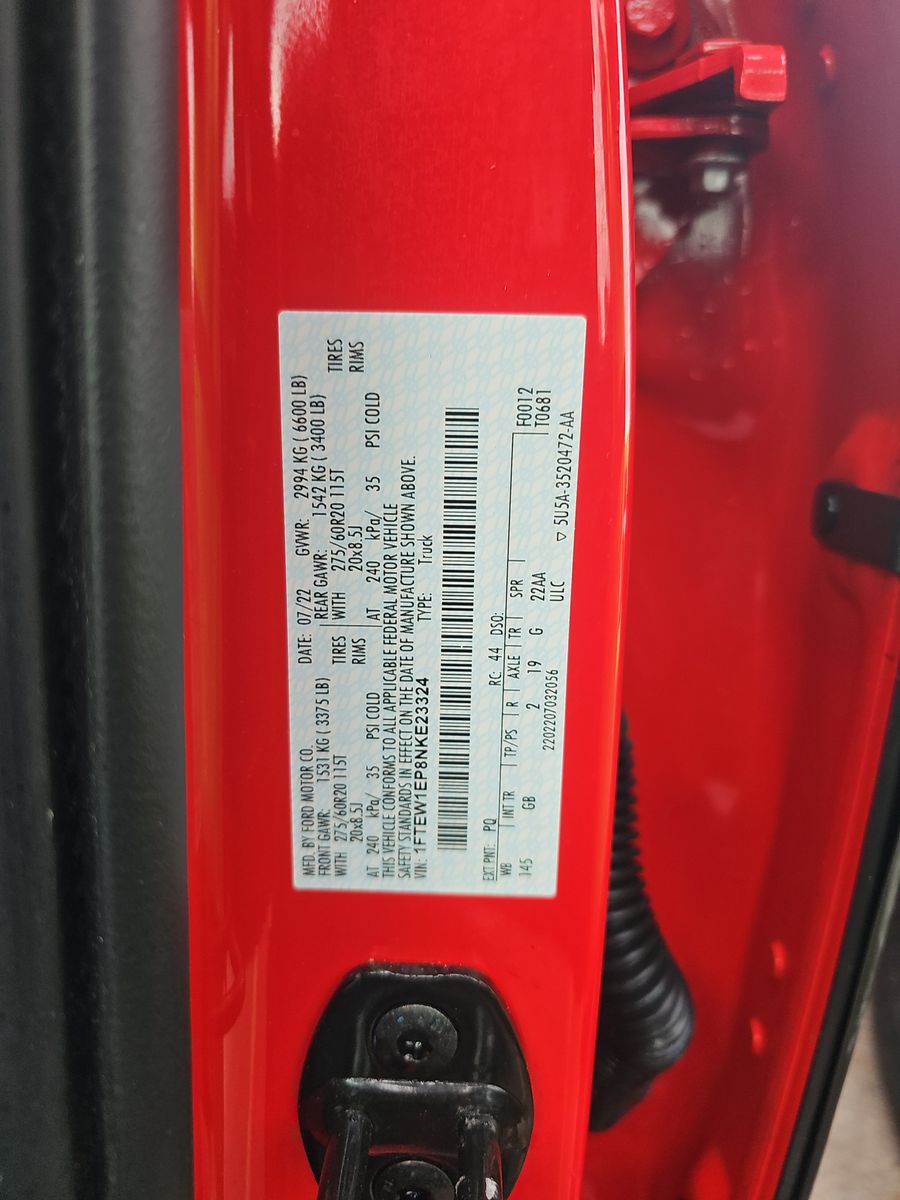 MFD. BY FORD MOTOR CO. DATE: 07/22 GVWR: 2994 KG ( 6600 LB)
FRONT GAWR: 1531 KG ( 3375 LB) REAR GAWR: 1542 KG ( 3400 LB)
WITH 275/60R20 115T TIRES WITH 275/60R20 115T TIRES
20x8.5J RIMS 20x8.5J RIMS
AT 240 kPa/ 35 PSI COLD AT 240 kPa/ 35 PSI COLD
THIS VEHICLE CONFORMS TO ALL APPLICABLE FEDERAL MOTOR VEHICLE
SAFETY STANDARDS IN EFFECT ON THE DATE OF MANUFACTURE SHOWN ABOVE.
VIN: 1FTEW1EP8NKE23324 TYPE: Truck
EXT PNT: PQ RC: 44 DSO:
WB INT TR TP/PS R AXLE TR SPR F0012
145 GB 2 19 G 22AA T0681
2202207032056 ULC ▽ 5U5A-3520472-AA